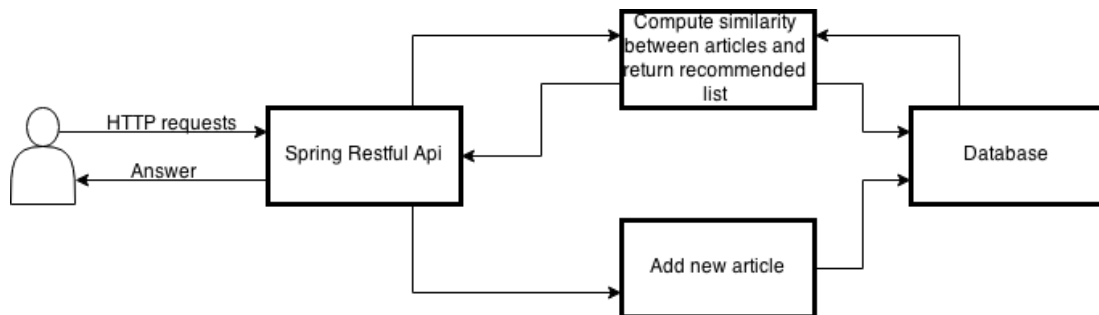 HTTP requests
Answer
Spring Restful Api
Compute similarity
between articles and
return recommended
list
Add new article
Database